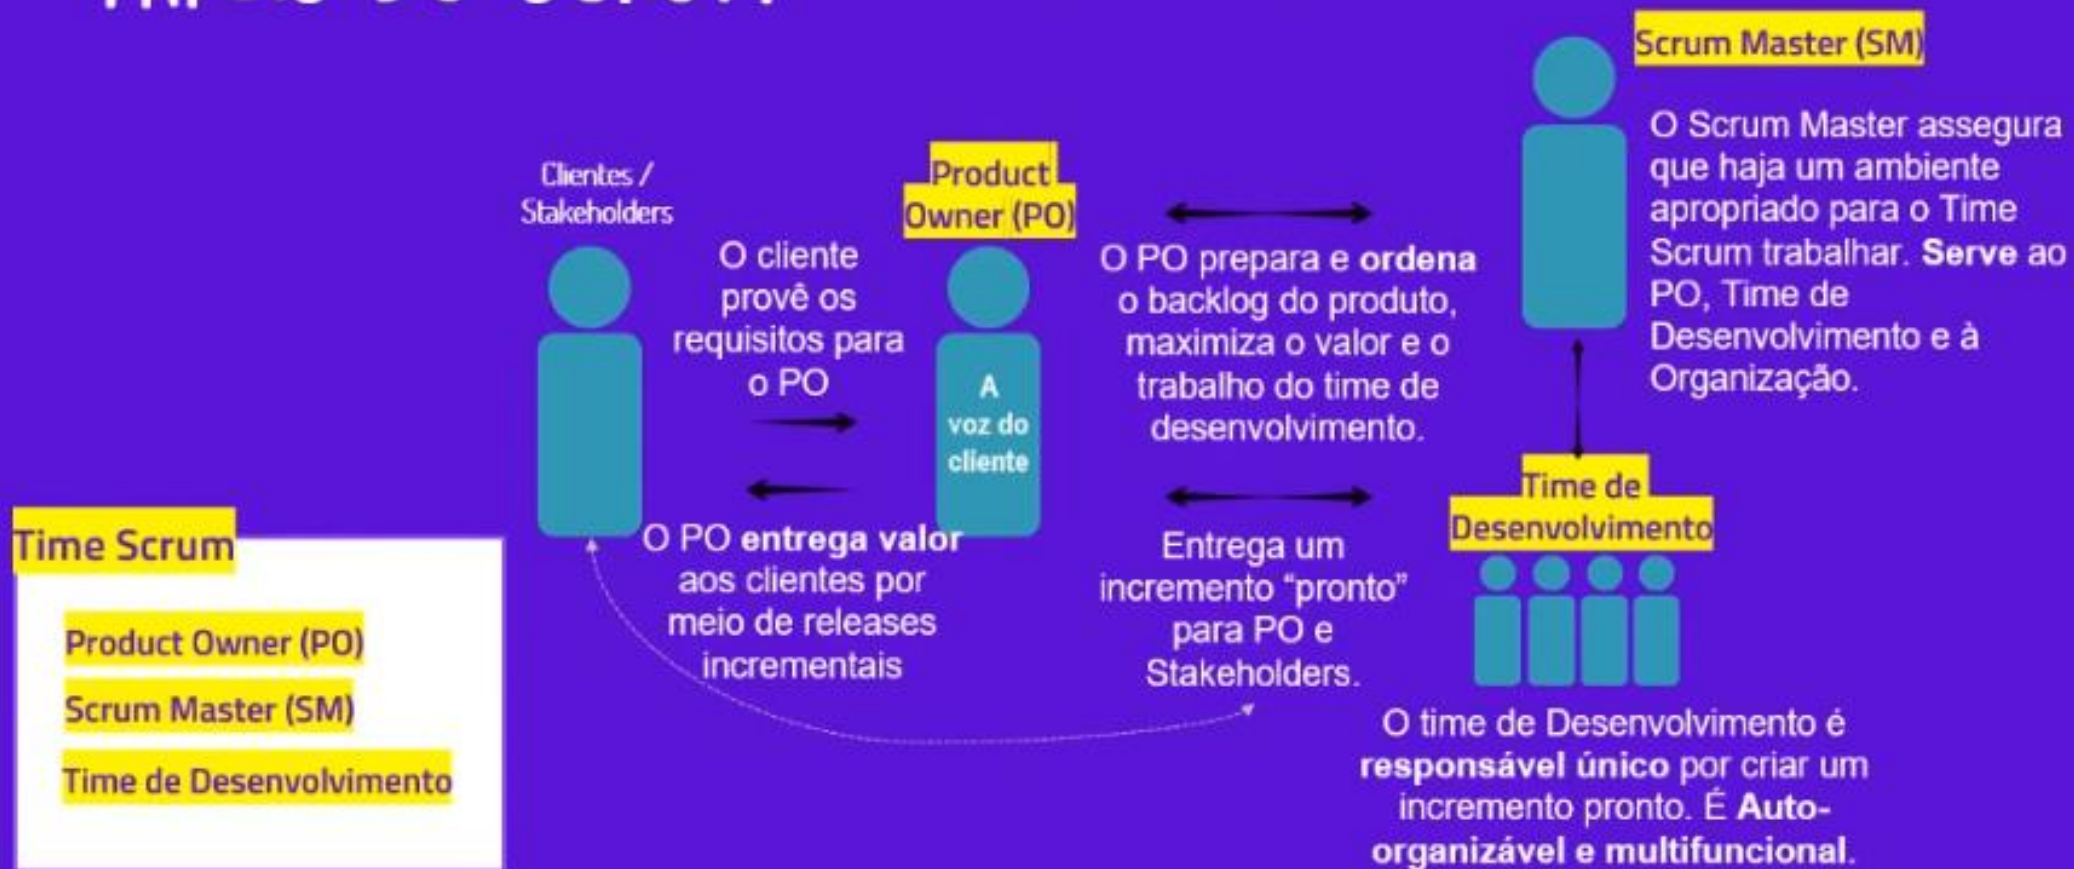 Scrum Master (SM)
O Scrum Master assegura
que haja um ambiente
apropriado para o Time
Scrum trabalhar. Serve ao
PO, Time de
Desenvolvimento e à
Organização.
Clientes /
Stakeholders
O cliente
provê os
requisitos para
o PO
Product
Owner (PO)
A
voz do
cliente
O PO prepara e ordena
o backlog do produto,
maximiza o valor e o
trabalho do time de
desenvolvimento.
O PO entrega valor
aos clientes por
meio de releases
incrementais
Entrega um
incremento “pronto”
para PO e
Stakeholders.
Time de
Desenvolvimento
O time de Desenvolvimento é
responsável único por criar um
incremento pronto. É Auto-
organizável e multifuncional.
Time Scrum
Product Owner (PO)
Scrum Master (SM)
Time de Desenvolvimento